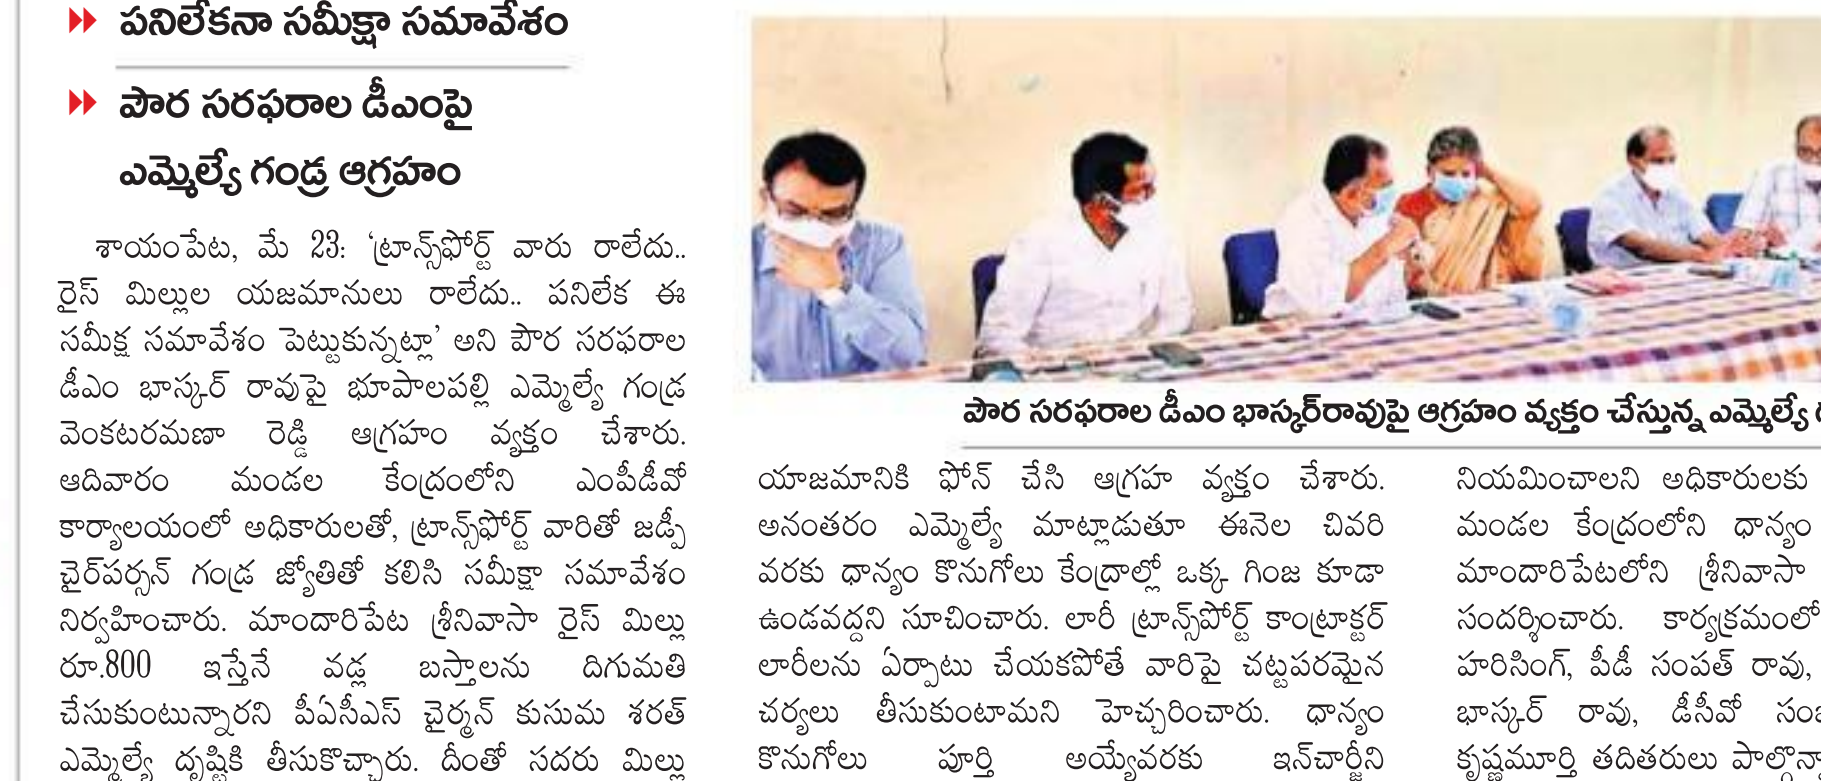 పనిలేకనా సమీక్షా సమావేశం
పౌర సరఫరాల డీఎంపై
ఎమ్మెల్యే గండ్ర ఆగ్రహం
శాయంపేట, మే 23: ‘ట్రాన్స్‌ఫోర్ట్ వారు రాలేదు..
రైస్ మిల్లుల యజమానులు రాలేదు.. పనిలేక ఈ
సమీక్ష సమావేశం పెట్టుకున్నట్లా’ అని పౌర సరఫరాల
డీఎం భాస్కర్ రావుపై భూపాలపల్లి ఎమ్మెల్యే గండ్ర
వెంకటరమణా రెడ్డి ఆగ్రహం వ్యక్తం చేశారు.
ఆదివారం మండల కేంద్రంలోని ఎంపీడీవో
కార్యాలయంలో అధికారులతో, ట్రాన్స్‌ఫోర్ట్ వారితో జడ్పీ
చైర్‌పర్సన్ గండ్ర జ్యోతితో కలిసి సమీక్షా సమావేశం
నిర్వహించారు. మాందారిపేట శ్రీనివాసా రైస్ మిల్లు
రూ.800 ఇస్తేనే వడ్ల బస్తాలను దిగుమతి
చేసుకుంటున్నారని పీఏసీఎస్ చైర్మన్ కుసుమ శరత్
ఎమ్మెల్యే దృష్టికి తీసుకొచ్చారు. దీంతో సదరు మిల్లు
పౌర సరఫరాల డీఎం భాస్కర్‌రావుపై ఆగ్రహం వ్యక్తం చేస్తున్న ఎమ్మెల్యే
యాజమానికి ఫోన్ చేసి ఆగ్రహ వ్యక్తం చేశారు.
అనంతరం ఎమ్మెల్యే మాట్లాడుతూ ఈనెల చివరి
వరకు ధాన్యం కొనుగోలు కేంద్రాల్లో ఒక్క గింజ కూడా
ఉండవద్దని సూచించారు. లారీ ట్రాన్స్‌పోర్ట్ కాంట్రాక్టర్
లారీలను ఏర్పాటు చేయకపోతే వారిపై చట్టపరమైన
చర్యలు తీసుకుంటామని హెచ్చరించారు. ధాన్యం
కొనుగోలు పూర్తి అయ్యేవరకు ఇన్‌చార్జీని
నియమించాలని అధికారులకు
మండల కేంద్రంలోని ధాన్యం
మాందారిపేటలోని శ్రీనివాసా
సందర్శించారు. కార్యక్రమంలో
హరిసింగ్, పీడీ సంపత్ రావు,
భాస్కర్ రావు, డీసీవో
కృష్ణమూర్తి తదితరులు